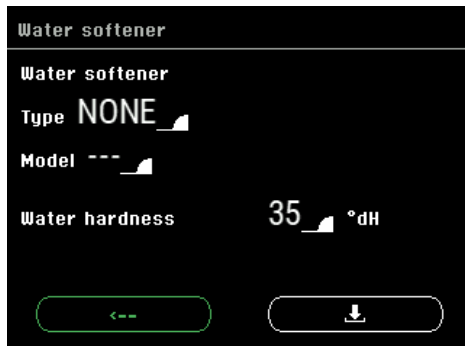 Water softener
Water softener
Type NONE
Model ---
Water hardness 35 °dH
<--